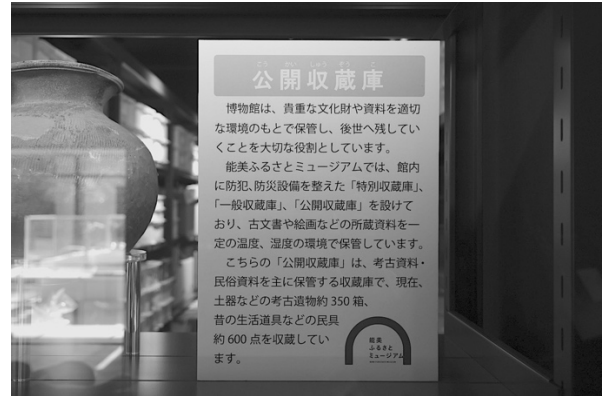 こう かい しゅう ぞう こ
公開収蔵庫
博物館は、貴重な文化財や資料を適切
な環境のもとで保管し、後世へ残してい
くことを大切な役割としています。
能美ふるさとミュージアムでは、館内
に防犯、防災設備を整えた「特別収蔵庫」、
「一般収蔵庫」、「公開収蔵庫」を設けて
おり、古文書や絵画などの所蔵資料を一
定の温度、湿度の環境で保管しています。
こちらの「公開収蔵庫」は、考古資料・
民俗資料を主に保管する収蔵庫で、現在、
土器などの考古遺物約 350 箱、
昔の生活道具などの民具
約 600 点を収蔵してい
ます。
能美
ふるさと
ミュージアム